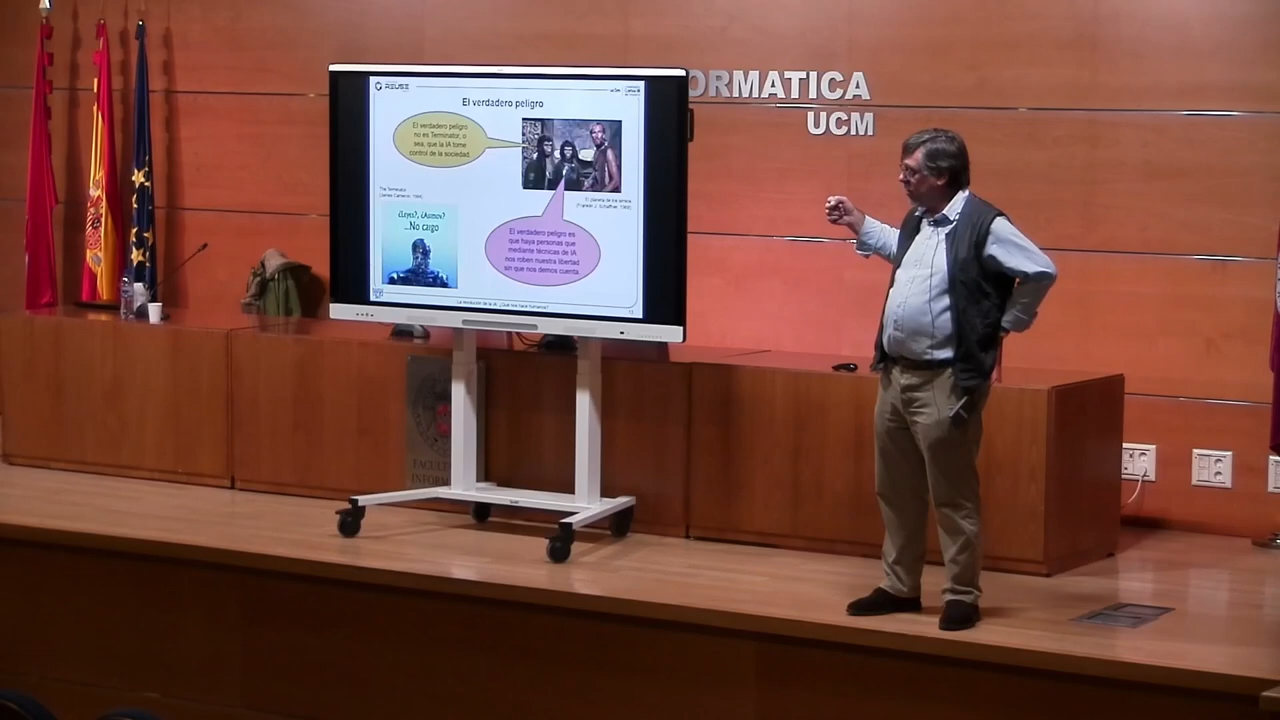 ORMATICA
UCM
REUSE
El verdadero peligro
El verdadero peligro
no es Terminator, o
sea, que la IA tome
control de la sociedad.
The Terminator
(James Cameron, 1984)
El planeta de los simios
(Franklin J. Schaffner, 1968)
¿Leyes?, ¿Asimov?
...No caigo
El verdadero peligro es
que haya personas que
mediante técnicas de IA
nos roben nuestra libertad
sin que nos demos cuenta.
La revolución de la IA: ¿Qué nos hace humanos?
FACULT
INFOR